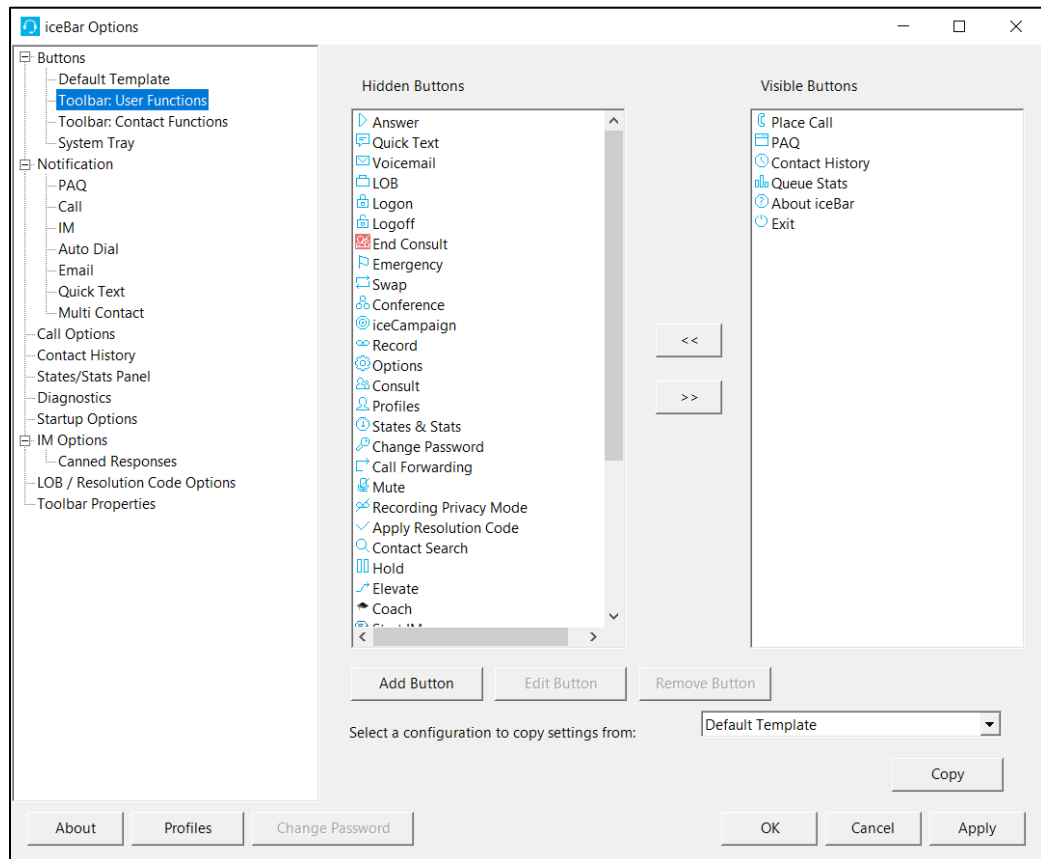 iceBar Options
Buttons
Default Template
Toolbar: User Functions
Toolbar: Contact Functions
System Tray
Notification
PAQ
Call
IM
Auto Dial
Email
Quick Text
Multi Contact
Call Options
Contact History
States/Stats Panel
Diagnostics
Startup Options
IM Options
Canned Responses
LOB / Resolution Code Options
Toolbar Properties
Hidden Buttons
Answer
Quick Text
Voicemail
LOB
Logon
Logoff
End Consult
Emergency
Swap
Conference
iceCampaign
Record
Options
Consult
Profiles
States & Stats
Change Password
Call Forwarding
Mute
Recording Privacy Mode
Apply Resolution Code
Contact Search
Hold
Elevate
Coach
Start IM
<<
>>
Visible Buttons
Place Call
PAQ
Contact History
Queue Stats
About iceBar
Exit
Add Button
Edit Button
Remove Button
Select a configuration to copy settings from:
Default Template
Copy
About
Profiles
Change Password
OK
Cancel
Apply